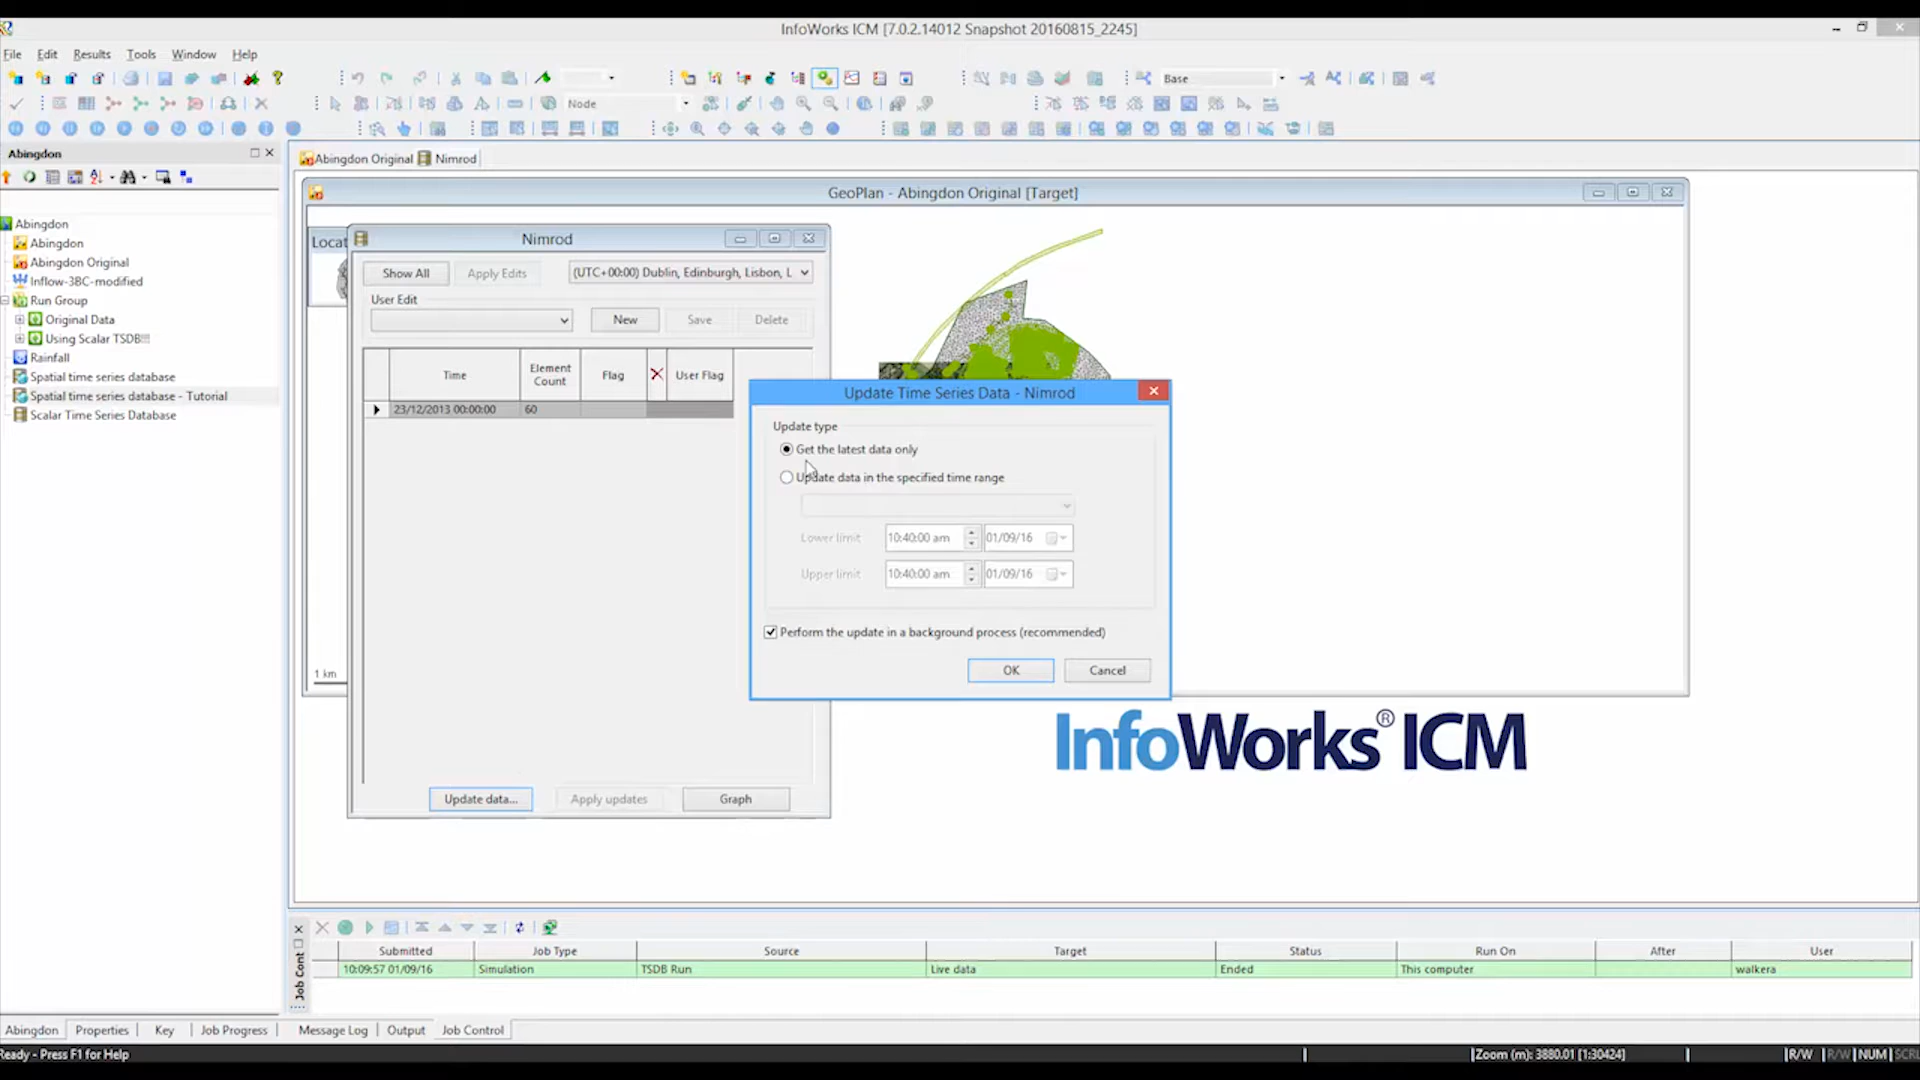 InfoWorks ICM [7.0.2.14012 Snapshot 20160815_2245]
File Edit Results Tools Window Help
Base
Node
Abingdon
Abingdon Original Nimrod
GeoPlan - Abingdon Original [Target]
Abingdon
Abingdon
Abingdon Original
Inflow-3BC-modified
Run Group
Original Data
Using Scalar TSDB!!!
Rainfall
Spatial time series database
Spatial time series database - Tutorial
Scalar Time Series Database
Locat
1 km
Nimrod
Show All Apply Edits (UTC+00:00) Dublin, Edinburgh, Lisbon, L
User Edit
New Save Delete
Time Element Count Flag User Flag
23/12/2013 00:00:00 60
Update data... Apply updates Graph
Update Time Series Data - Nimrod
Update type
Get the latest data only
Update data in the specified time range
Lower limit 10:40:00 am 01/09/16
Upper limit 10:40:00 am 01/09/16
Perform the update in a background process (recommended)
OK Cancel
InfoWorks® ICM
Job Cont
Submitted Job Type Source Target Status Run On After User
10:09:57 01/09/16 Simulation TSDB Run Live data Ended This computer walkera
Abingdon Properties Key Job Progress Message Log Output Job Control
Ready - Press F1 for Help Zoom (m): 3880.01 [1:30424] R/W R/W NUM SCRL